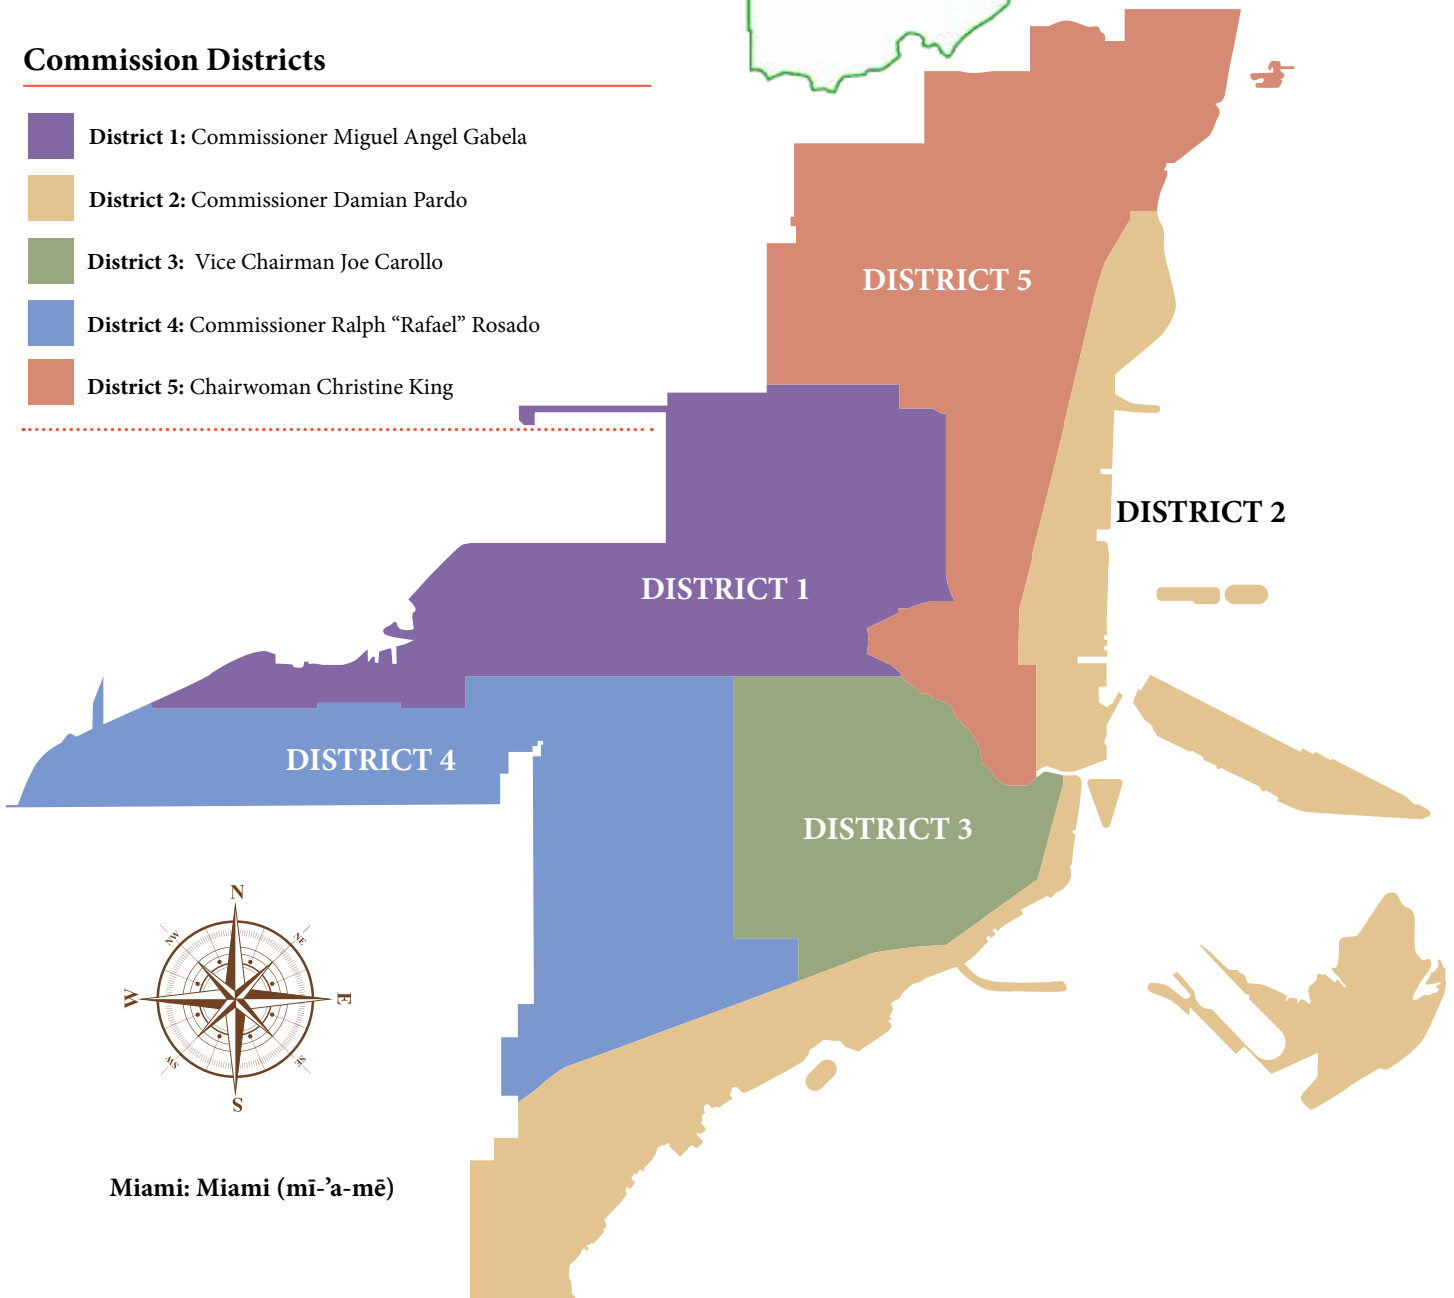 Commission Districts
District 1: Commissioner Miguel Angel Gabela
District 2: Commissioner Damian Pardo
District 3: Vice Chairman Joe Carollo
District 4: Commissioner Ralph “Rafael” Rosado
District 5: Chairwoman Christine King
DISTRICT 5
DISTRICT 2
DISTRICT 1
DISTRICT 4
DISTRICT 3
N
NW
NE
W
E
SW
SE
S
Miami: Miami (mī-’a-mē)